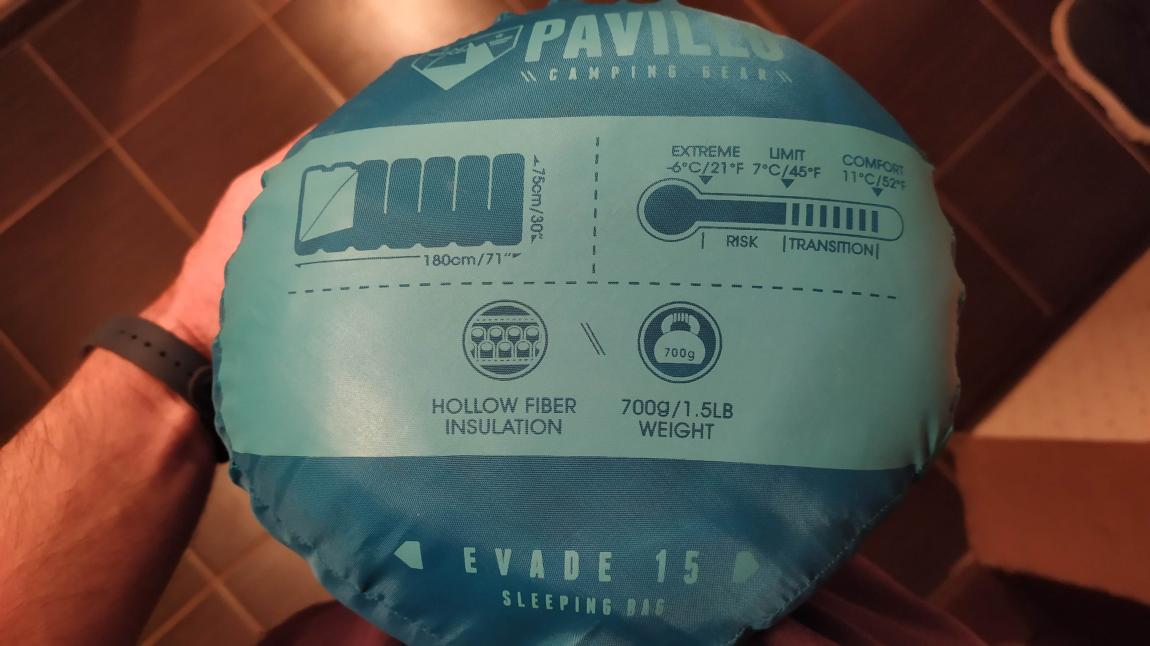 PAVILLO
\\ CAMPING GEAR \\
75cm/30"
180cm/71"
EXTREME
-6°C/21°F
LIMIT
7°C/45°F
COMFORT
11°C/52°F
RISK
TRANSITION
700g
HOLLOW FIBER
INSULATION
700g/1.5LB
WEIGHT
EVADE 15
SLEEPING BAG